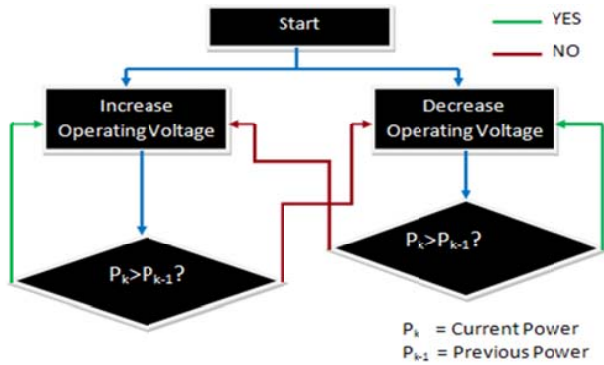 Start
YES
NO
Increase
Operating Voltage
Decrease
Operating Voltage
Pk>Pk-1?
Pk>Pk-1?
Pk = Current Power
Pk-1 = Previous Power